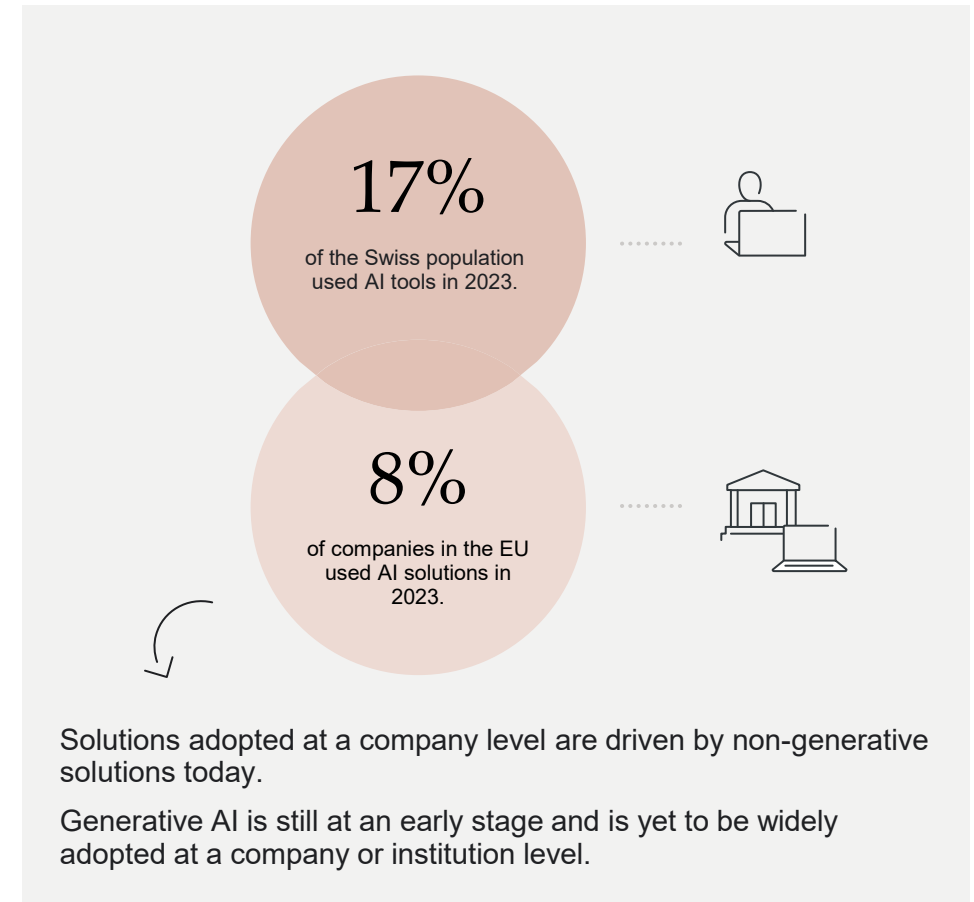 17%
of the Swiss population
used AI tools in 2023.
8%
of companies in the EU
used AI solutions in
2023.
Solutions adopted at a company level are driven by non-generative
solutions today.
Generative AI is still at an early stage and is yet to be widely
adopted at a company or institution level.